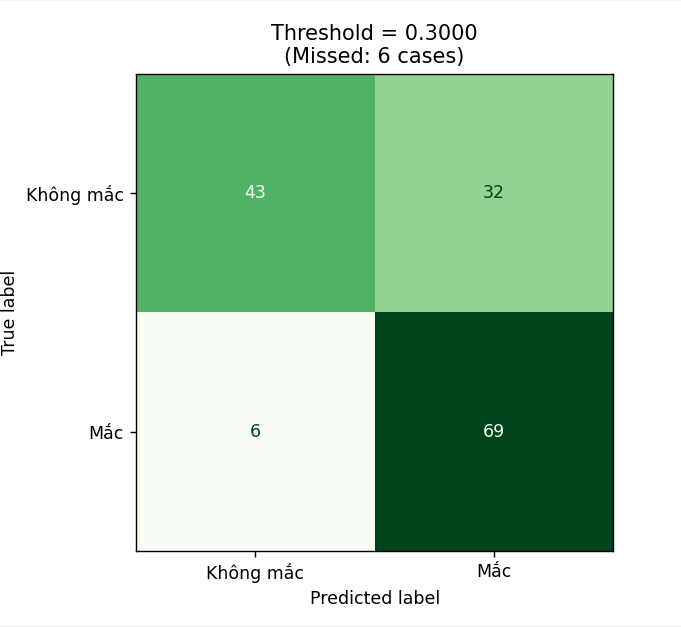 Threshold = 0.3000
(Missed: 6 cases)
True label
Không mắc
43
32
Mắc
6
69
Không mắc
Mắc
Predicted label